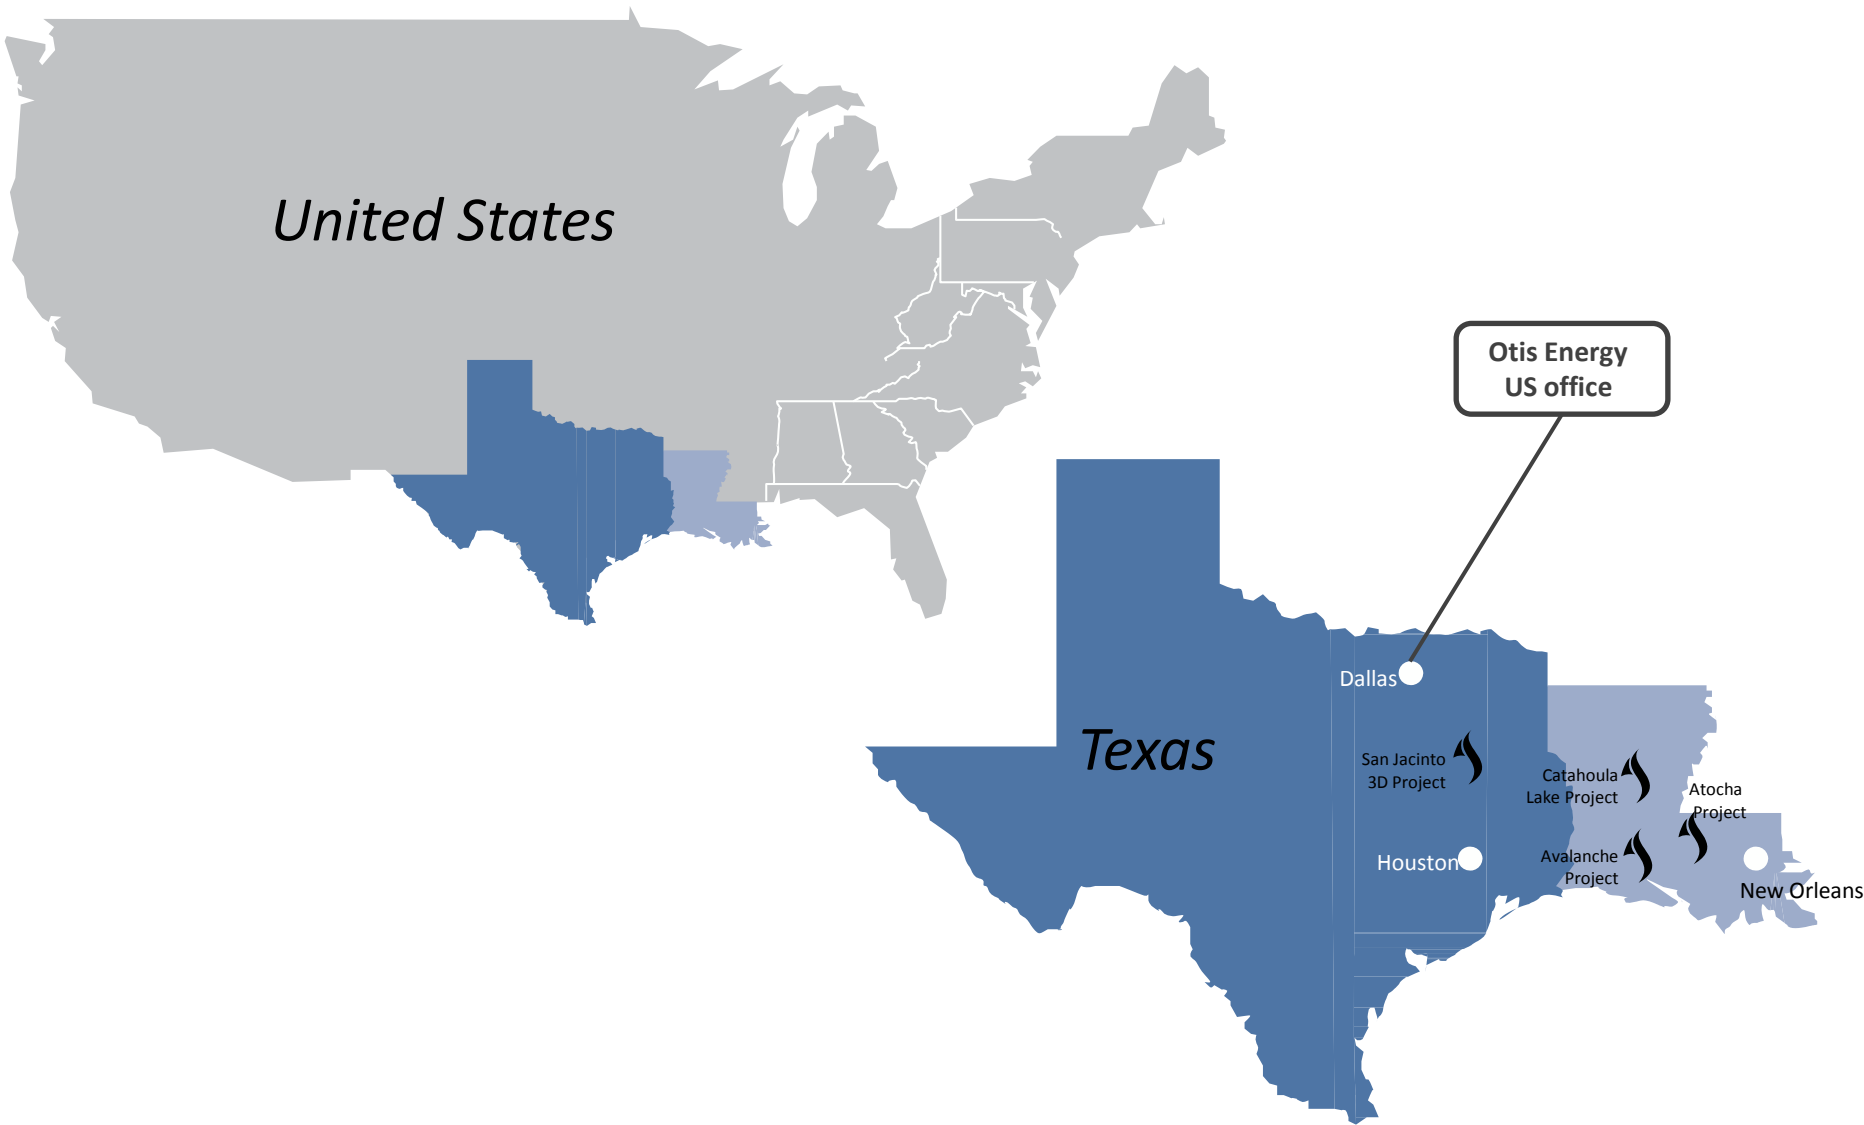 United States
Otis Energy
US office
Dallas
Texas
San Jacinto
3D Project
Catahoula
Lake Project
Atocha
Project
Houston
Avalanche
Project
New Orleans